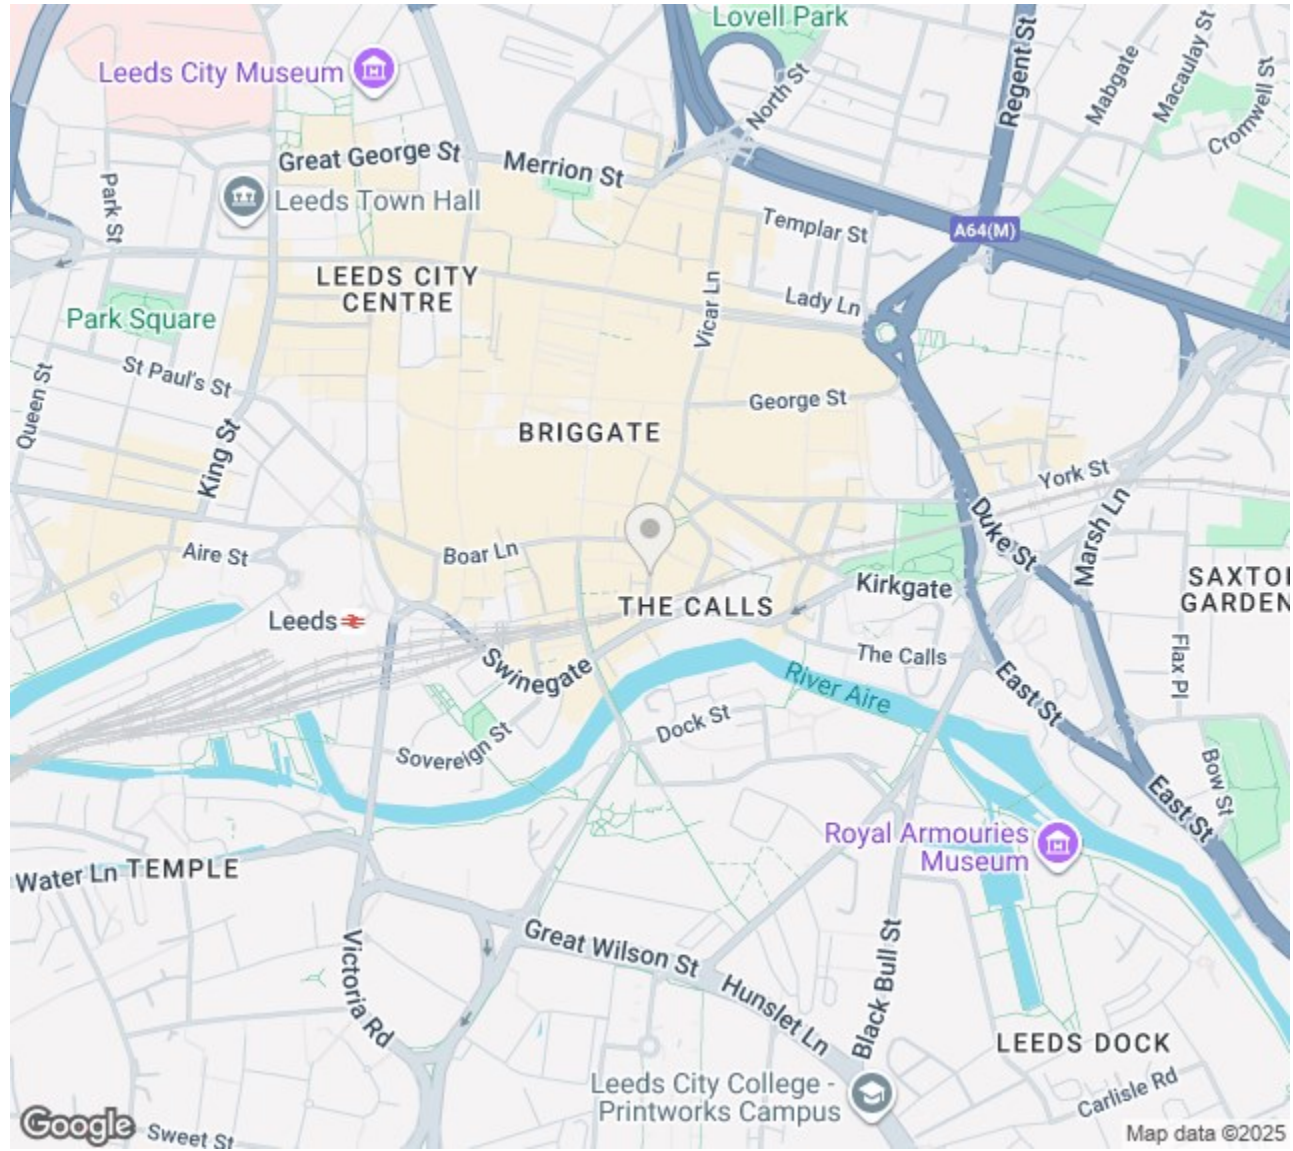 Lovell Park
Leeds City Museum
North St
Regent St
Mabgate
Macaulay St
Cromwell St
Great George St
Merrion St
Park St
Leeds Town Hall
Templar St
A64(M)
LEEDS CITY
CENTRE
Vicar Ln
Lady Ln
Park Square
St Paul's St
Queen St
King St
George St
BRIGGATE
York St
Duke St
Marsh Ln
Aire St
Boar Ln
Kirkgate
SAXTO
GARDEN
Leeds
THE CALLS
The Calls
Flax Pl
Swinegate
River Aire
East St
Dock St
Sovereign St
Bow St
East St
Royal Armouries
Museum
Water Ln
TEMPLE
Great Wilson St
Victoria Rd
Hunslet Ln
Black Bull St
LEEDS DOCK
Leeds City College -
Printworks Campus
Carlisle Rd
Google
Sweet St
Map data ©2025